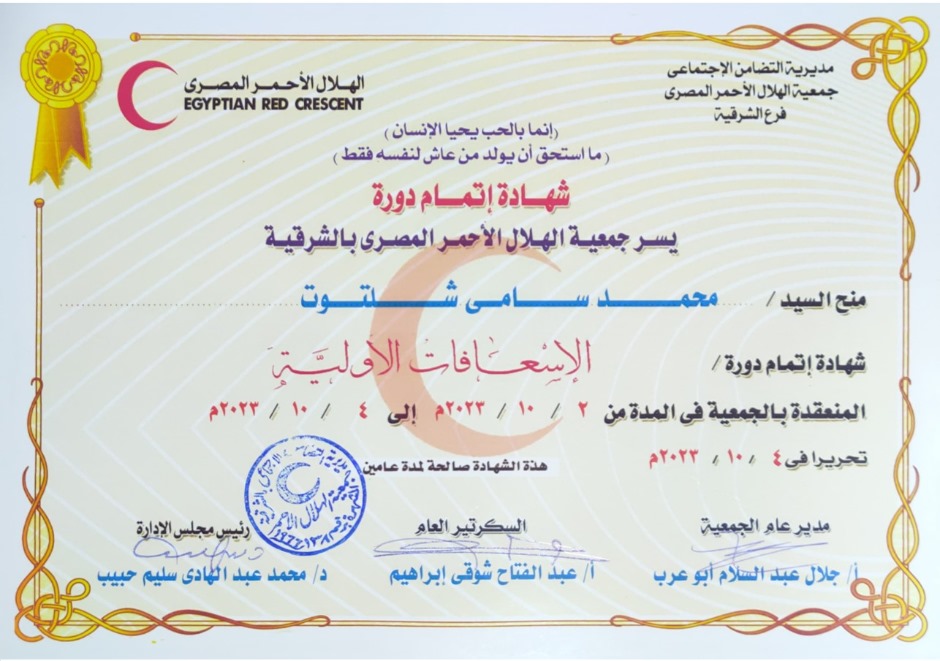 مديرية التضامن الإجتماعى
جمعية الهلال الأحمر المصرى
فرع الشرقية
الهلال الأحمر المصرى
EGYPTIAN RED CRESCENT
(إنما بالحب يحيا الإنسان)
(ما استحق أن يولد من عاش لنفسه فقط)
شهادة إتمام دورة
يسر جمعية الهلال الأحمر المصرى بالشرقية
منح السيد / محمد سامى شلتوت
شهادة إتمام دورة / الإسْعَافَات الأوليَّة
المنعقدة بالجمعية فى المدة من ٢ / ١٠ / ٢٠٢٣م إلى ٤ / ١٠ / ٢٠٢٣م
تحريرا فى ٤ / ١٠ / ٢٠٢٣م
هذة الشهادة صالحة لمدة عامين
مدير عام الجمعية
السكرتير العام
رئيس مجلس الإدارة
أ/ جلال عبد السلام أبو عرب
أ/ عبد الفتاح شوقى إبراهيم
د/ محمد عبد الهادى سليم حبيب